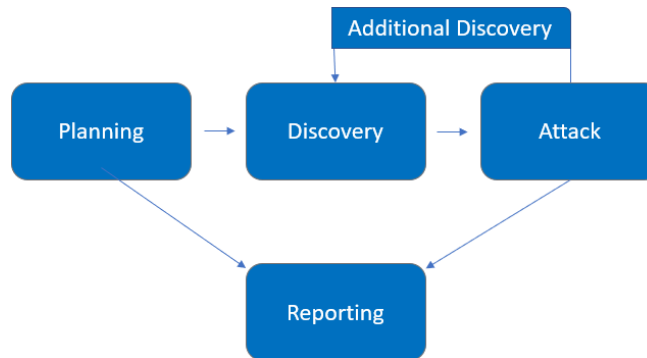 Additional Discovery
Planning
Discovery
Attack
Reporting